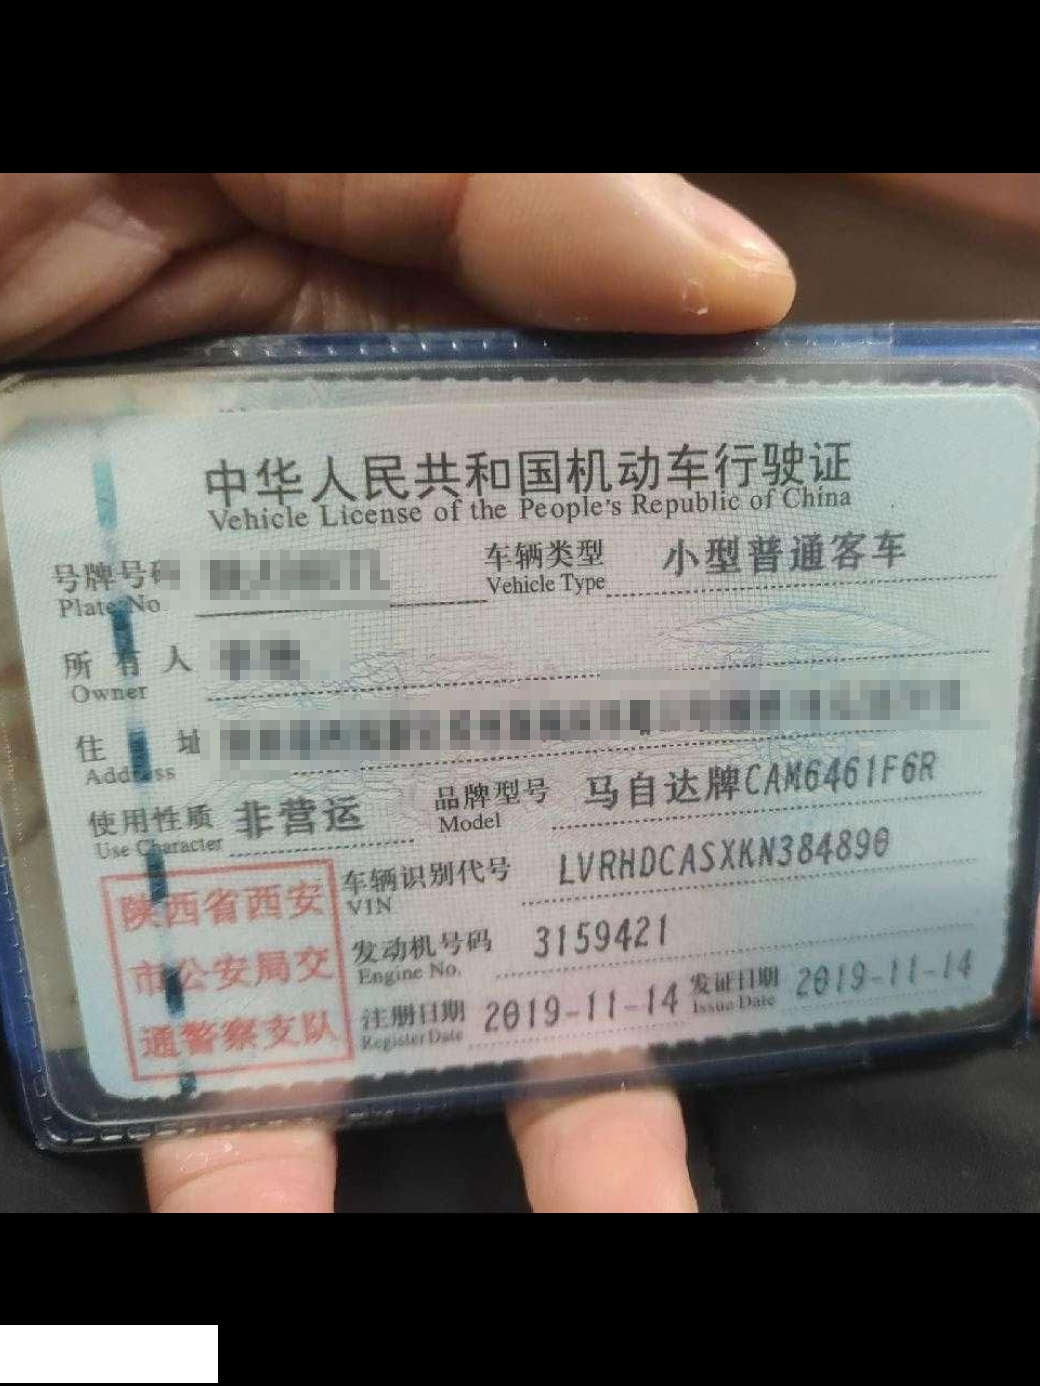 中华人民共和国机动车行驶证
Vehicle License of the People's Republic of China
号牌号码
Plate No
车辆类型 小型普通客车
Vehicle Type
所有人
Owner
住址
Address
使用性质 非营运
Use Character
品牌型号 马自达牌CAM6461F6R
Model
车辆识别代号 LVRHDCASXKN384890
VIN
发动机号码 3159421
Engine No.
注册日期 2019-11-14 发证日期 2019-11-14
Register Date Issue Date
陕西省西安
市公安局交
通警察支队